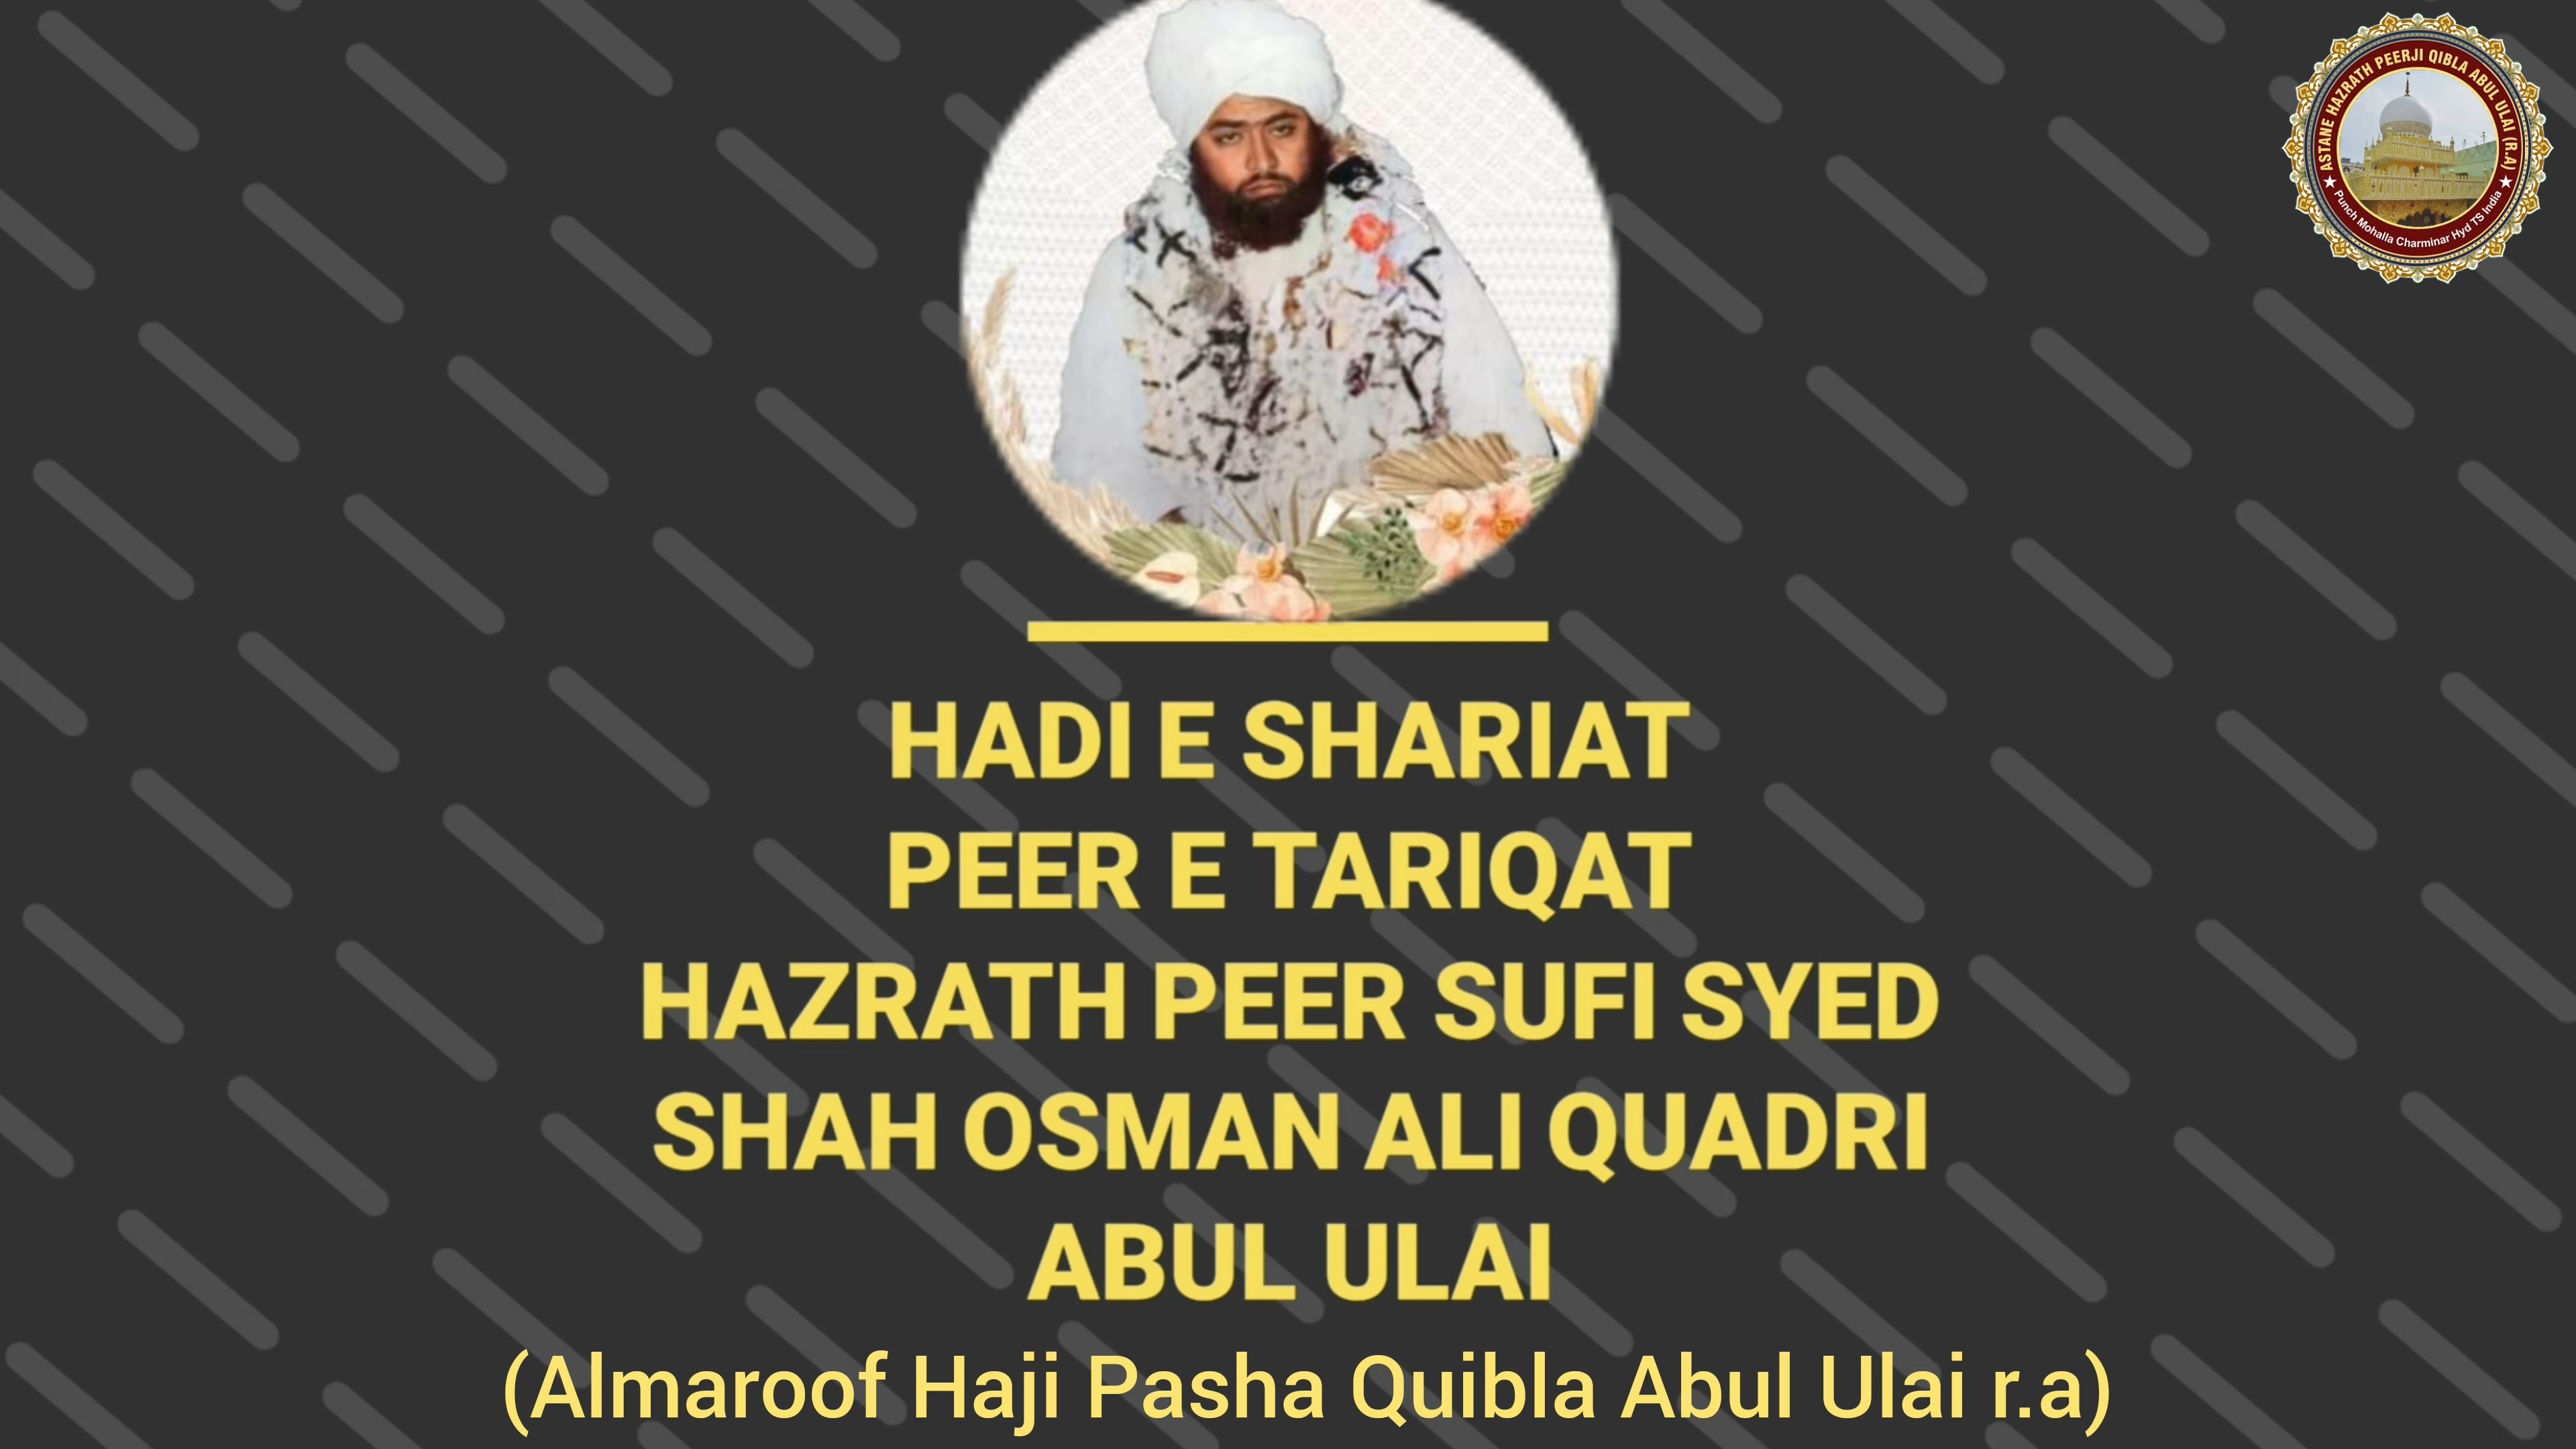 ASTANE HAZRATH PEERJI QIBLA ABUL ULAI (R.A)
Punch Mohalla Charminar Hyd TS India
HADI E SHARIAT
PEER E TARIQAT
HAZRATH PEER SUFI SYED
SHAH OSMAN ALI QUADRI
ABUL ULAI
(Almaroof Haji Pasha Quibla Abul Ulai r.a)